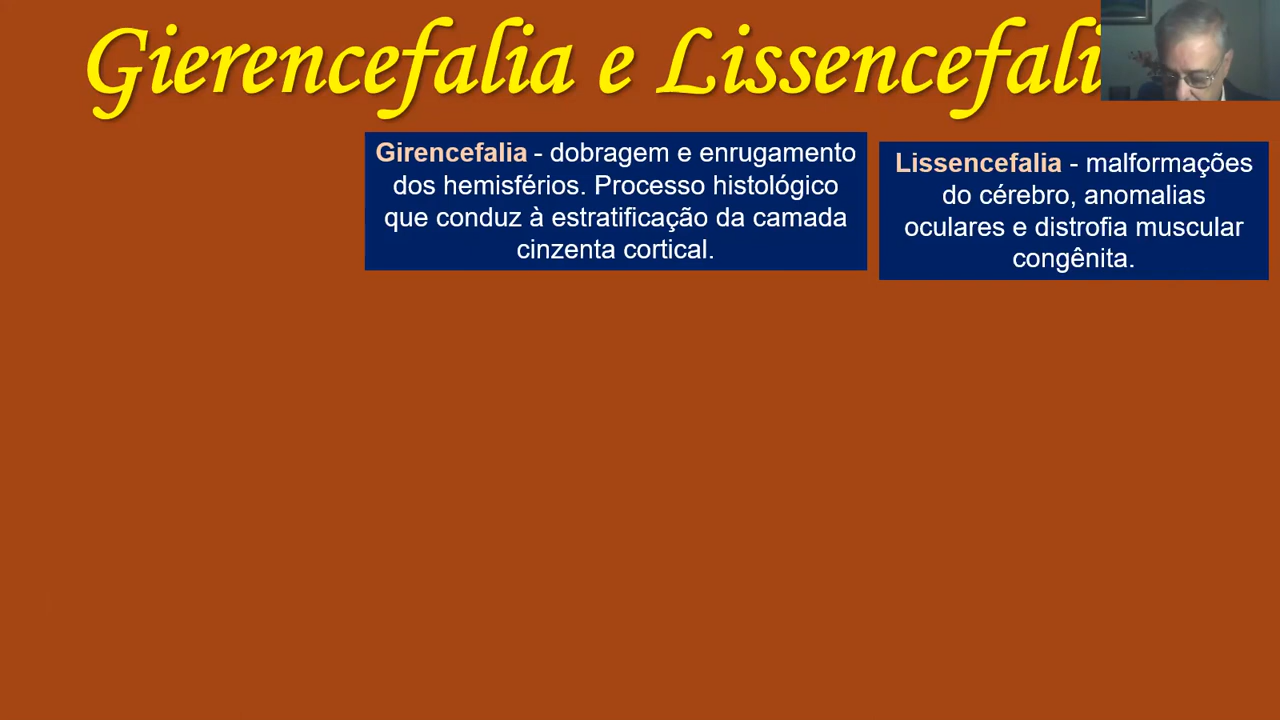 Gierencefalia e Lissencefali
Girencefalia - dobragem e enrugamento
dos hemisférios. Processo histológico
que conduz à estratificação da camada
cinzenta cortical.
Lissencefalia - malformações
do cérebro, anomalias
oculares e distrofia muscular
congênita.